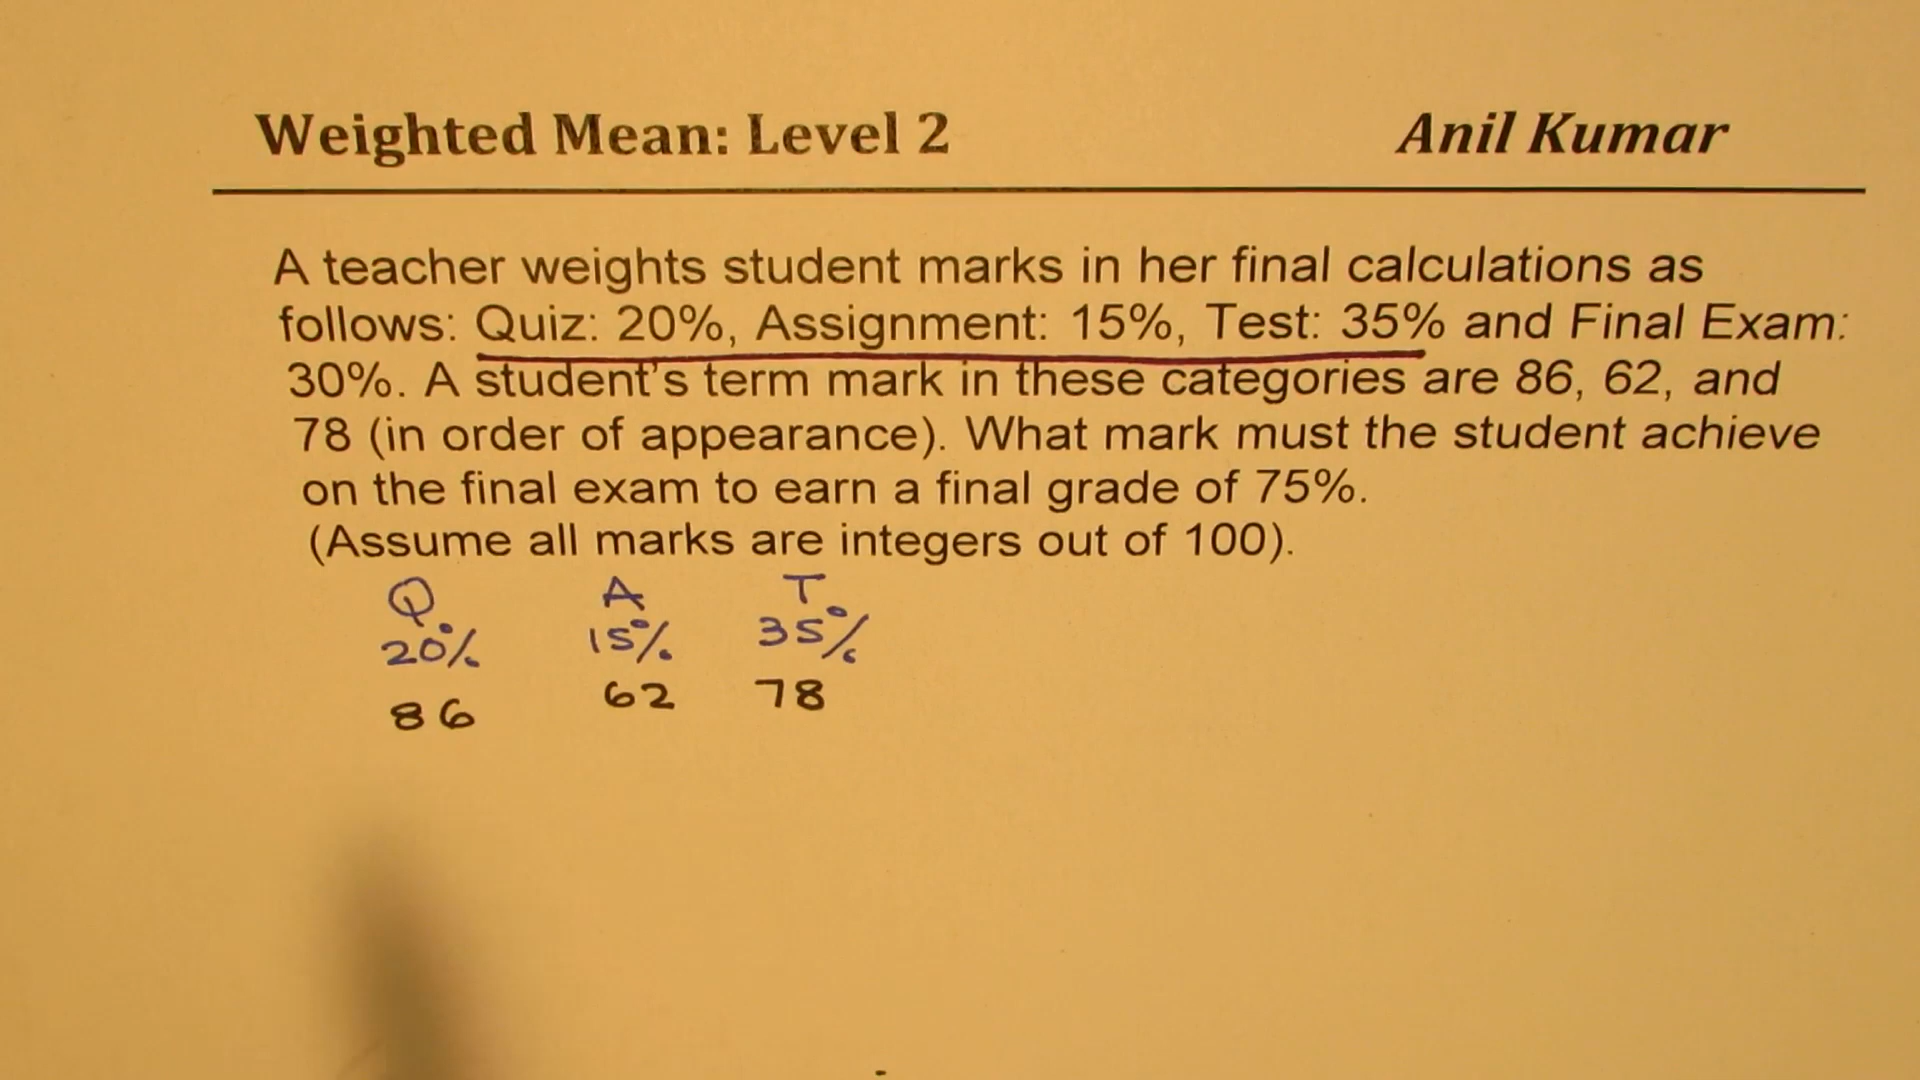 Weighted Mean: Level 2 Anil Kumar
A teacher weights student marks in her final calculations as
follows: Quiz: 20%, Assignment: 15%, Test: 35% and Final Exam:
30%. A student's term mark in these categories are 86, 62, and
78 (in order of appearance). What mark must the student achieve
on the final exam to earn a final grade of 75%.
(Assume all marks are integers out of 100).
Q A T
20% 15% 35%
86 62 78